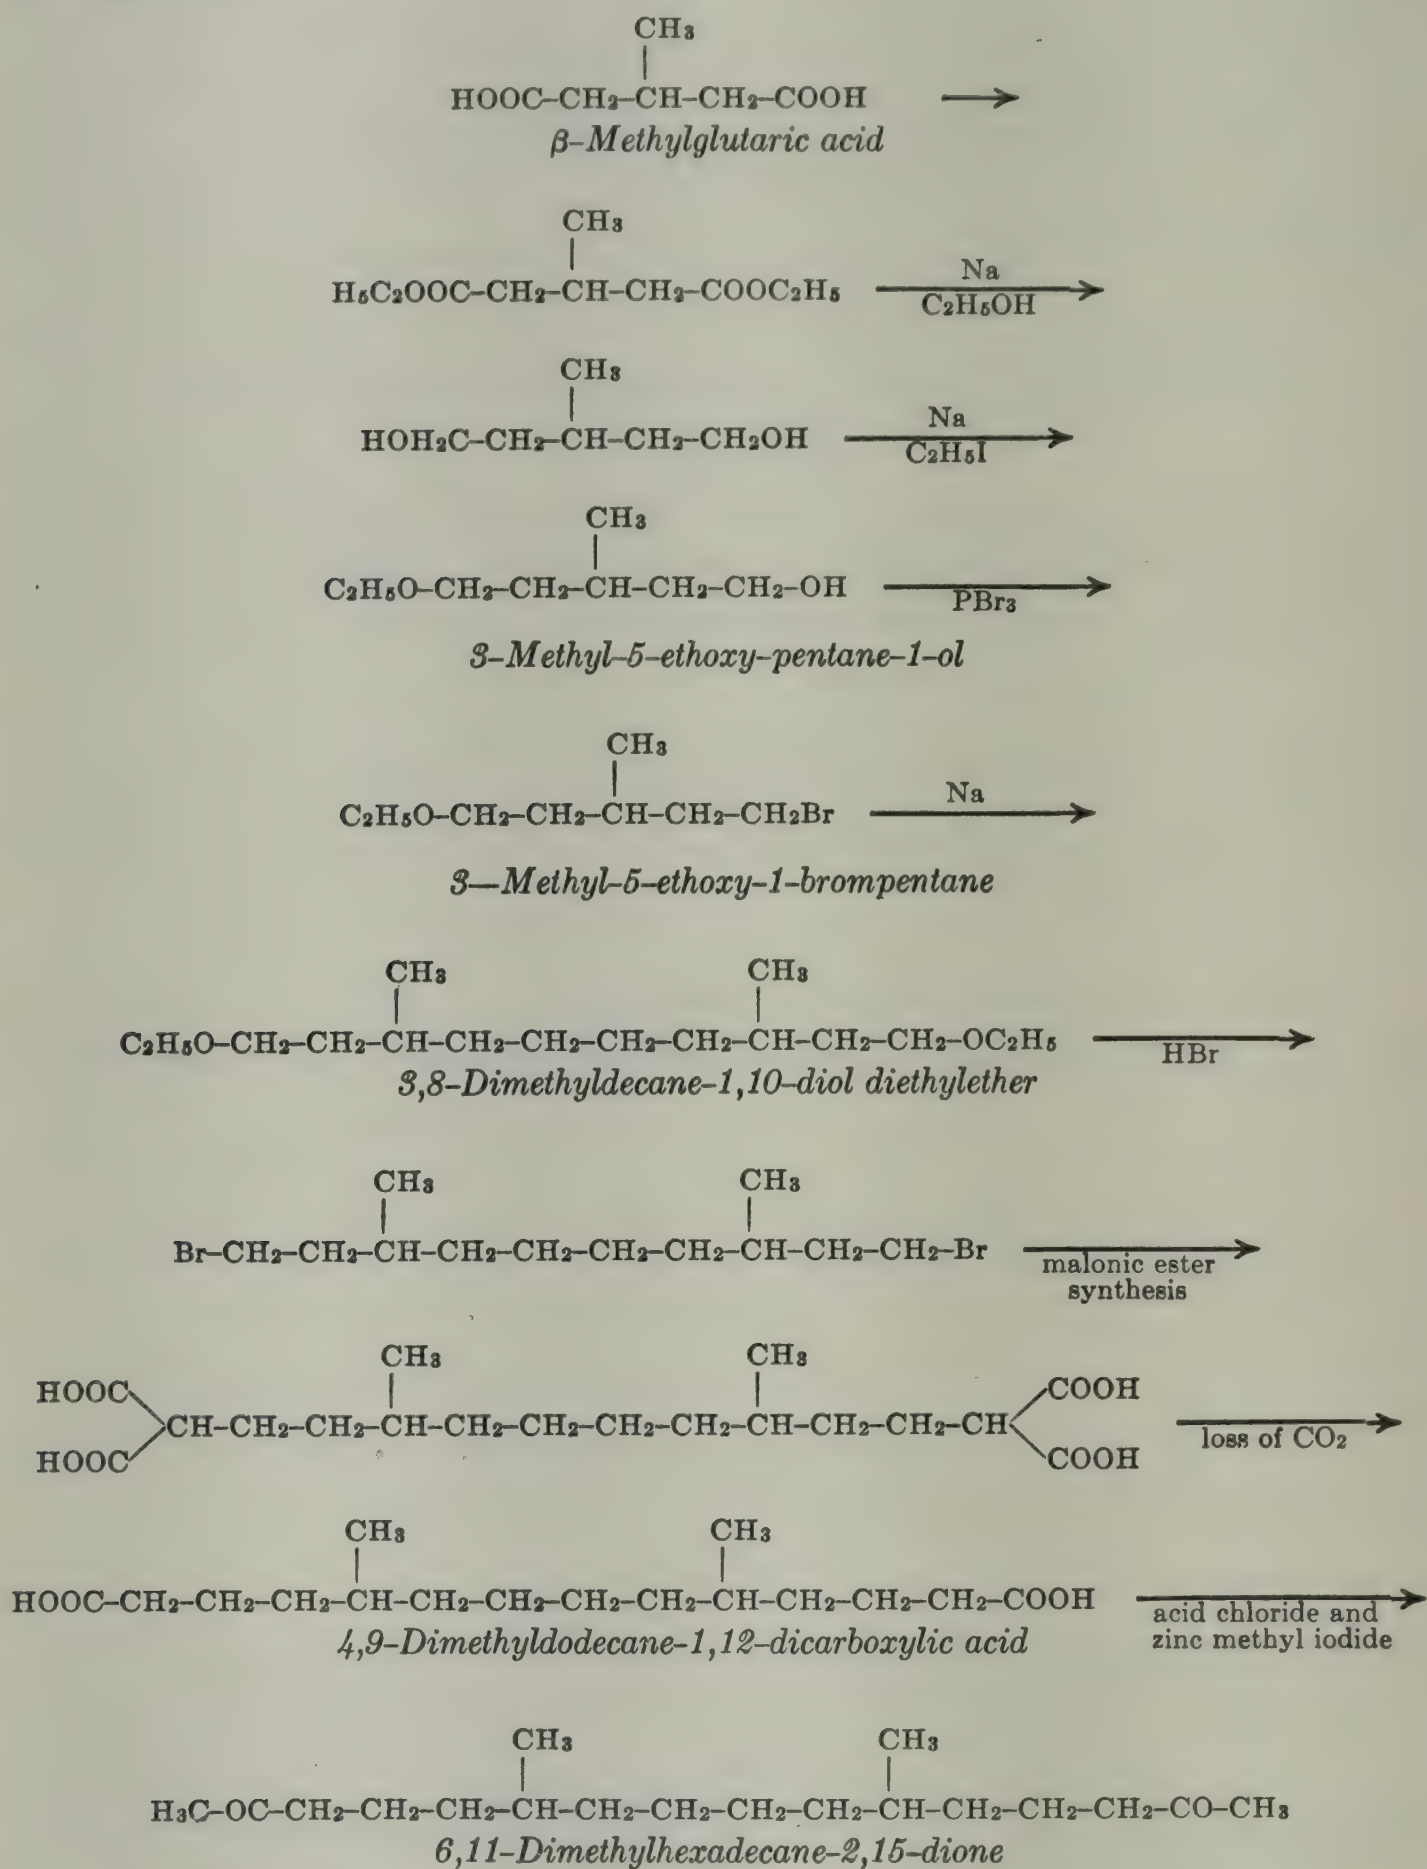 CH₃
HOOC–CH₂–CH–CH₂–COOH
β-Methylglutaric acid
CH₃
H₅C₂OOC–CH₂–CH–CH₂–COOC₂H₅
Na
C₂H₅OH
CH₃
HOH₂C–CH₂–CH–CH₂–CH₂OH
Na
C₂H₅I
CH₃
C₂H₅O–CH₂–CH₂–CH–CH₂–CH₂–OH
PBr₃
3-Methyl-5-ethoxy-pentane-1-ol
CH₃
C₂H₅O–CH₂–CH₂–CH–CH₂–CH₂Br
Na
3—Methyl-5-ethoxy-1-brompentane
CH₃ CH₃
C₂H₅O–CH₂–CH₂–CH–CH₂–CH₂–CH₂–CH₂–CH–CH₂–CH₂–OC₂H₅
HBr
3,8-Dimethyldecane-1,10-diol diethylether
CH₃ CH₃
Br–CH₂–CH₂–CH–CH₂–CH₂–CH₂–CH₂–CH–CH₂–CH₂–Br
malonic ester
synthesis
CH₃ CH₃
HOOC COOH
CH–CH₂–CH₂–CH–CH₂–CH₂–CH₂–CH₂–CH–CH₂–CH₂–CH
loss of CO₂
HOOC COOH
CH₃ CH₃
HOOC–CH₂–CH₂–CH₂–CH–CH₂–CH₂–CH₂–CH₂–CH–CH₂–CH₂–CH₂–COOH
acid chloride and
zinc methyl iodide
4,9-Dimethyldodecane-1,12-dicarboxylic acid
CH₃ CH₃
H₃C–OC–CH₂–CH₂–CH₂–CH–CH₂–CH₂–CH₂–CH₂–CH–CH₂–CH₂–CH₂–CO–CH₃
6,11-Dimethylhexadecane-2,15-dione